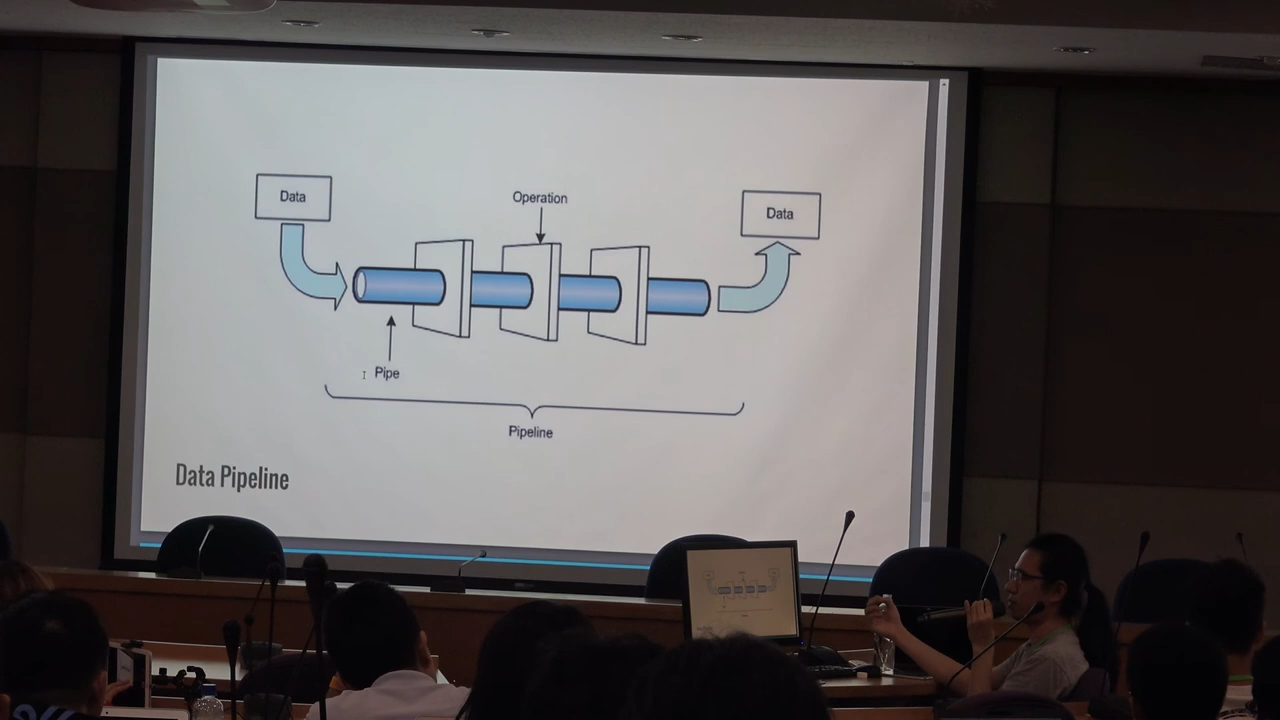 Data
Operation
Data
Pipe
Pipeline
Data Pipeline